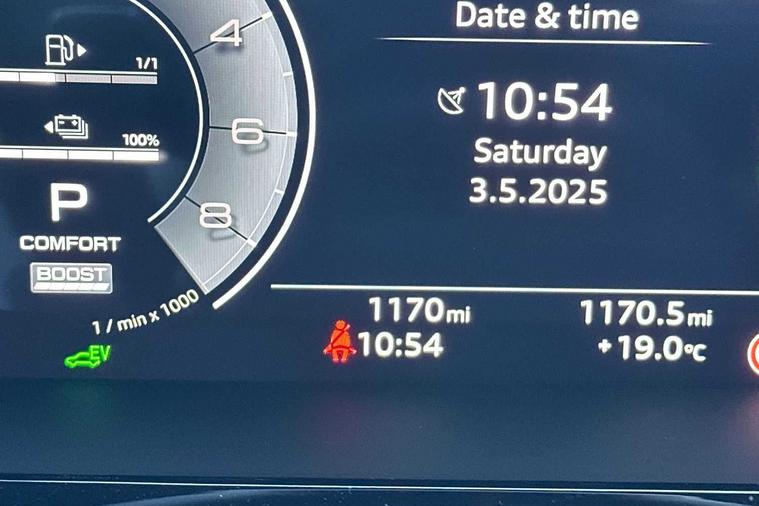 4
6
8
1/1
100%
P
COMFORT
BOOST
1 / min x 1000
EV
Date & time
10:54
Saturday
3.5.2025
1170mi
1170.5mi
10:54
+19.0°C